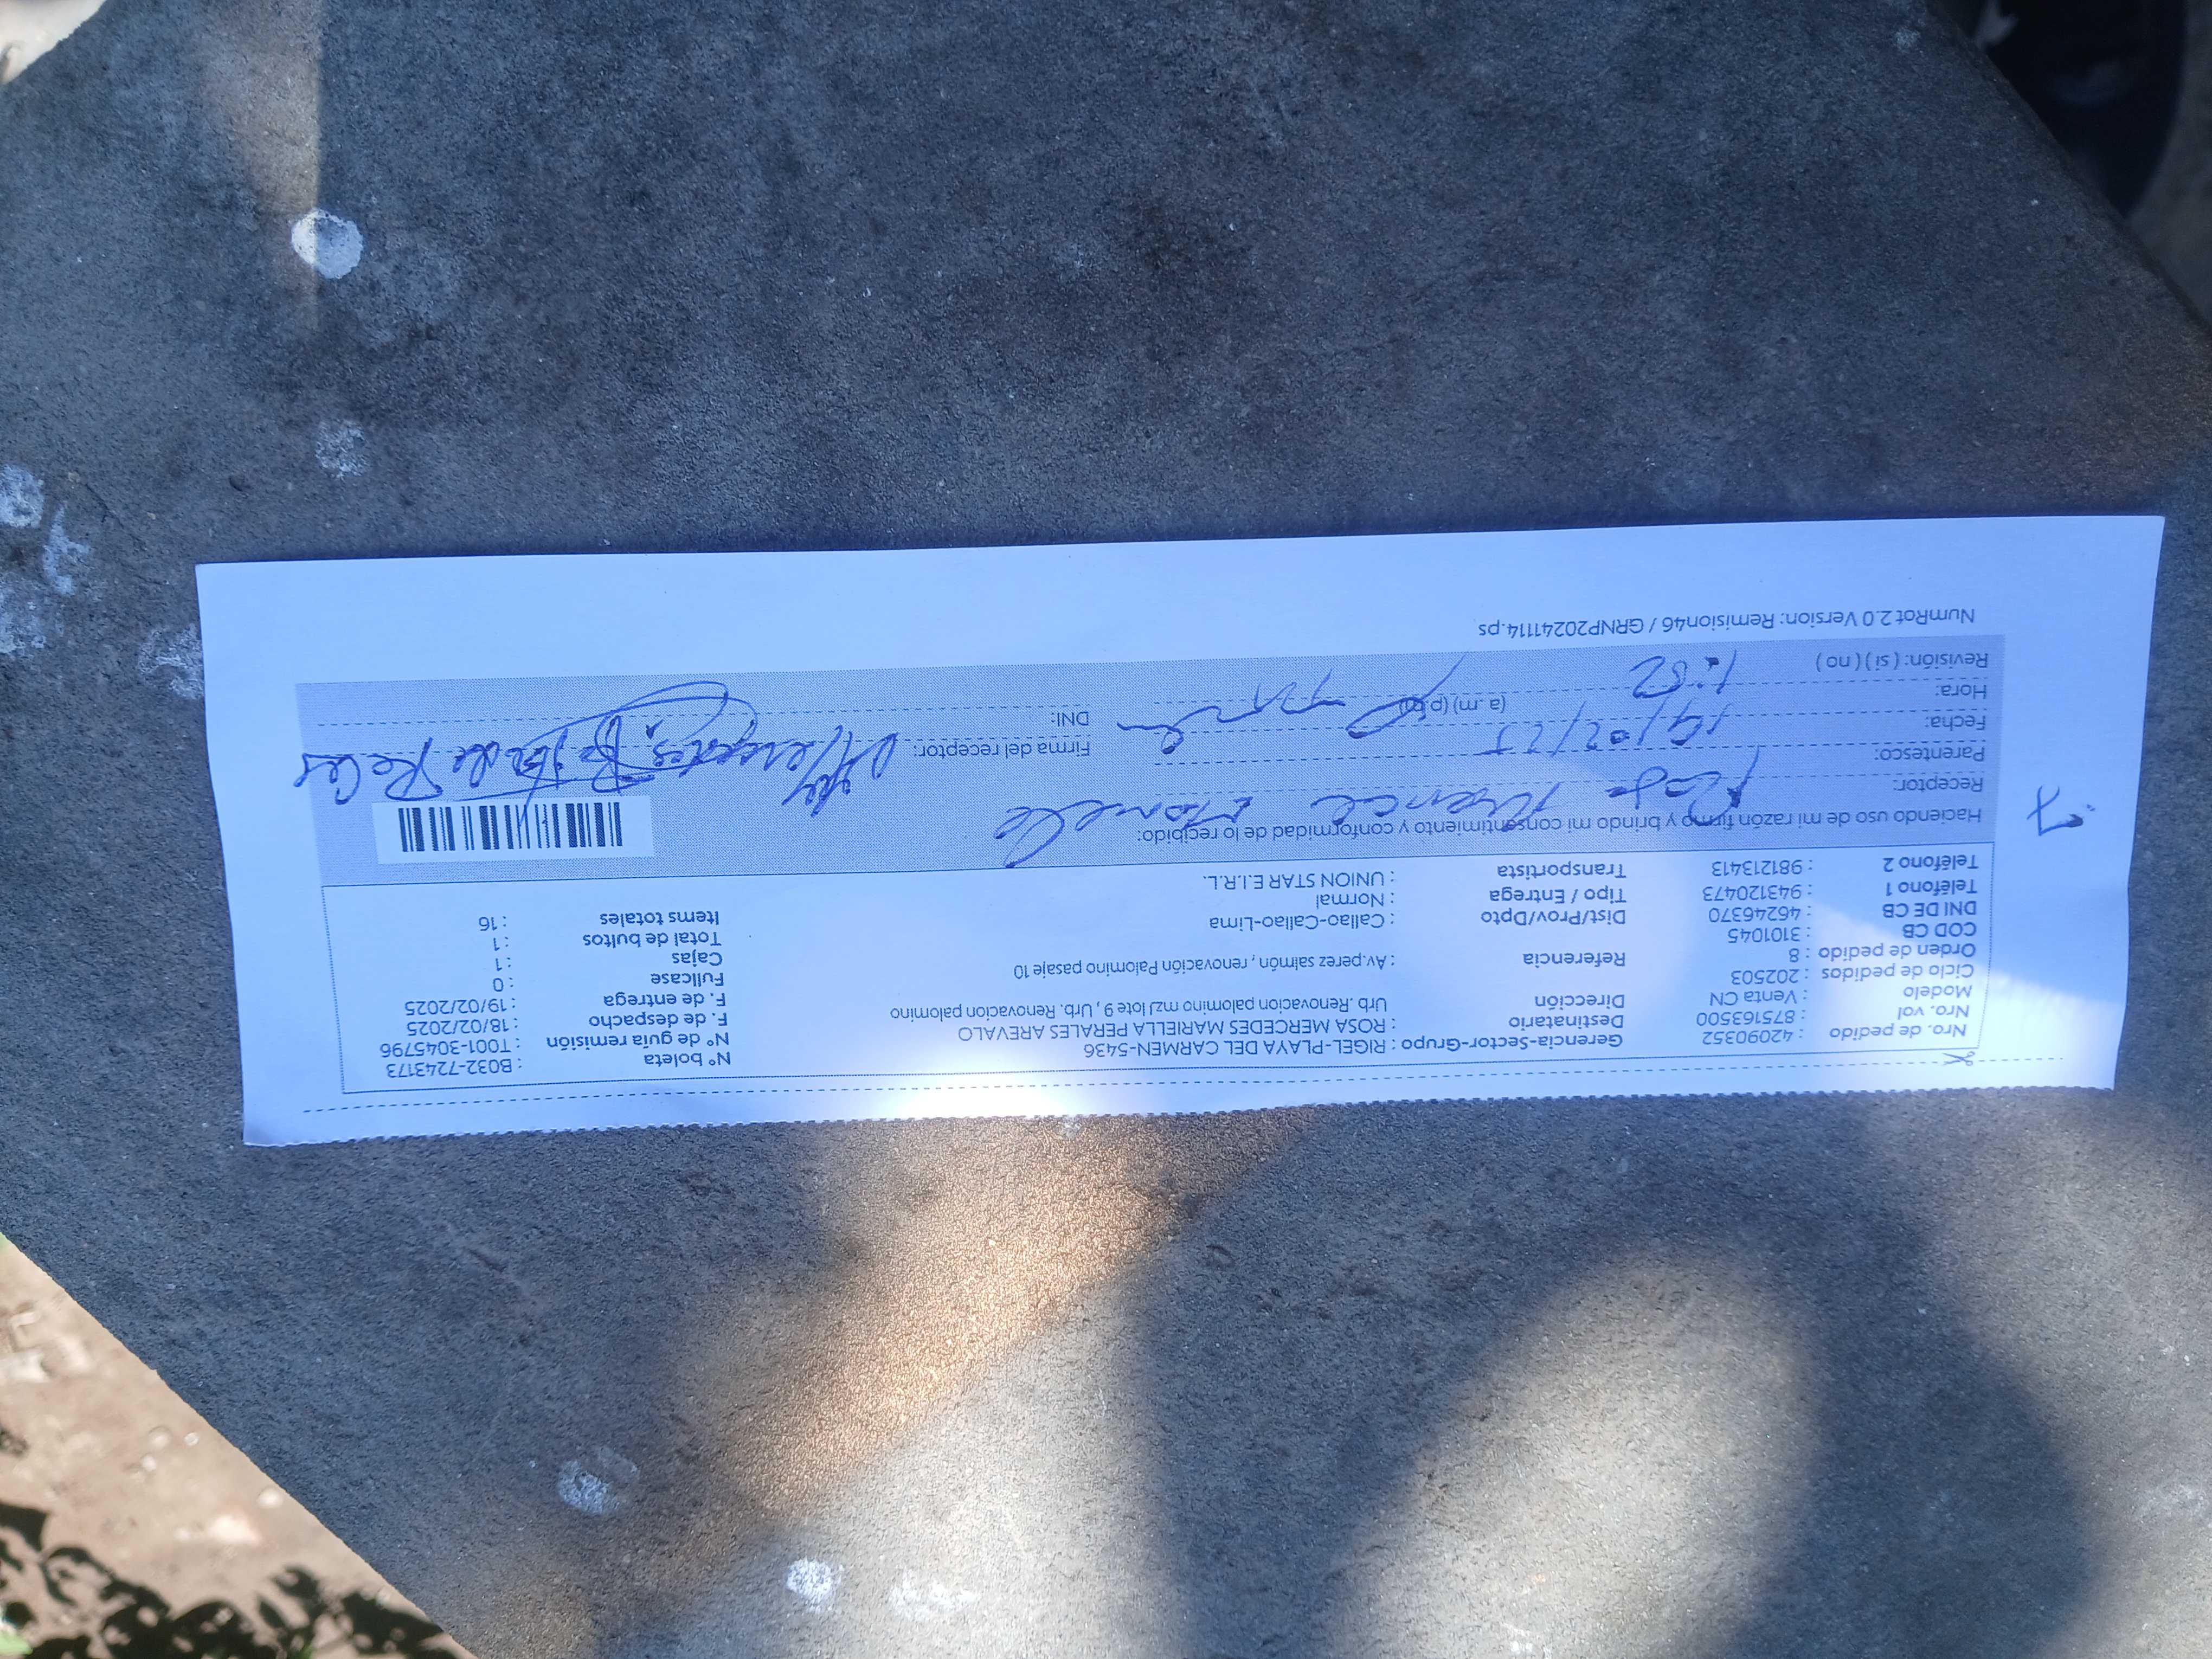 Nro. de pedido : 42090352 Gerencia-Sector-Grupo : RIGEL-PLAYA DEL CARMEN-5436 N° boleta : B032-7243173
Nro. vol. : 875163500 Destinatario : ROSA MERCEDES MARIELLA PERALES AREVALO N° de guía remisión : T001-3045796
Modelo : Venta CN Dirección Urb. Renovacion palomino mzJ lote 9 , Urb. Renovación palomino F. de despacho : 18/02/2025
Ciclo de pedidos : 202503 F. de entrega : 19/02/2025
Orden de pedido : 8 Referencia : Av.perez salmón , renovación Palomino pasaje 10 Fullcase : 0
COD CB : 3101045 Cajas : 1
DNI DE CB : 46246370 Dist/Prov/Dpto : Callao-Callao-Lima Total de bultos : 1
Teléfono 1 : 943120473 Tipo / Entrega : Normal Items totales : 16
Teléfono 2 : 981213413 Transportista : UNION STAR E.I.R.L.
Haciendo uso de mi razón firmo y brindo mi consentimiento y conformidad de lo recibido:
Receptor: Rosa
Parentesco: Firma del receptor:
Fecha: 19/02/25 DNI:
Hora: 1:52 (a.m) (p.m)
Revisión: ( si ) ( no )
NumRot 2.0 Version: Remision46 / GRNP20241114.ps